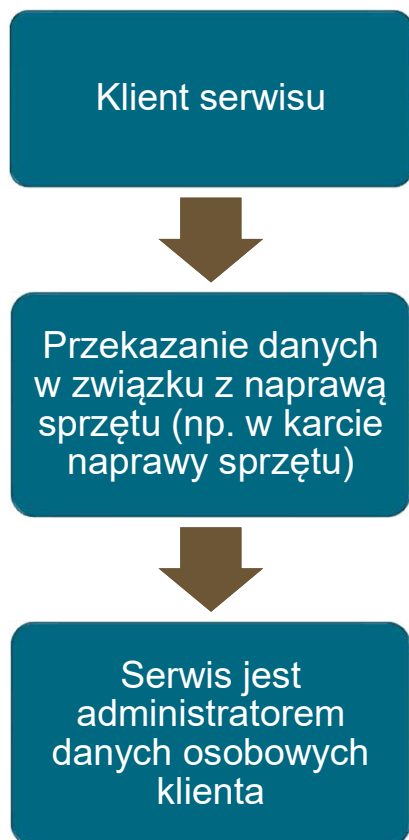 Klient serwisu
Przekazanie danych
w związku z naprawą
sprzętu (np. w karcie
naprawy sprzętu)
Serwis jest
administratorem
danych osobowych
klienta